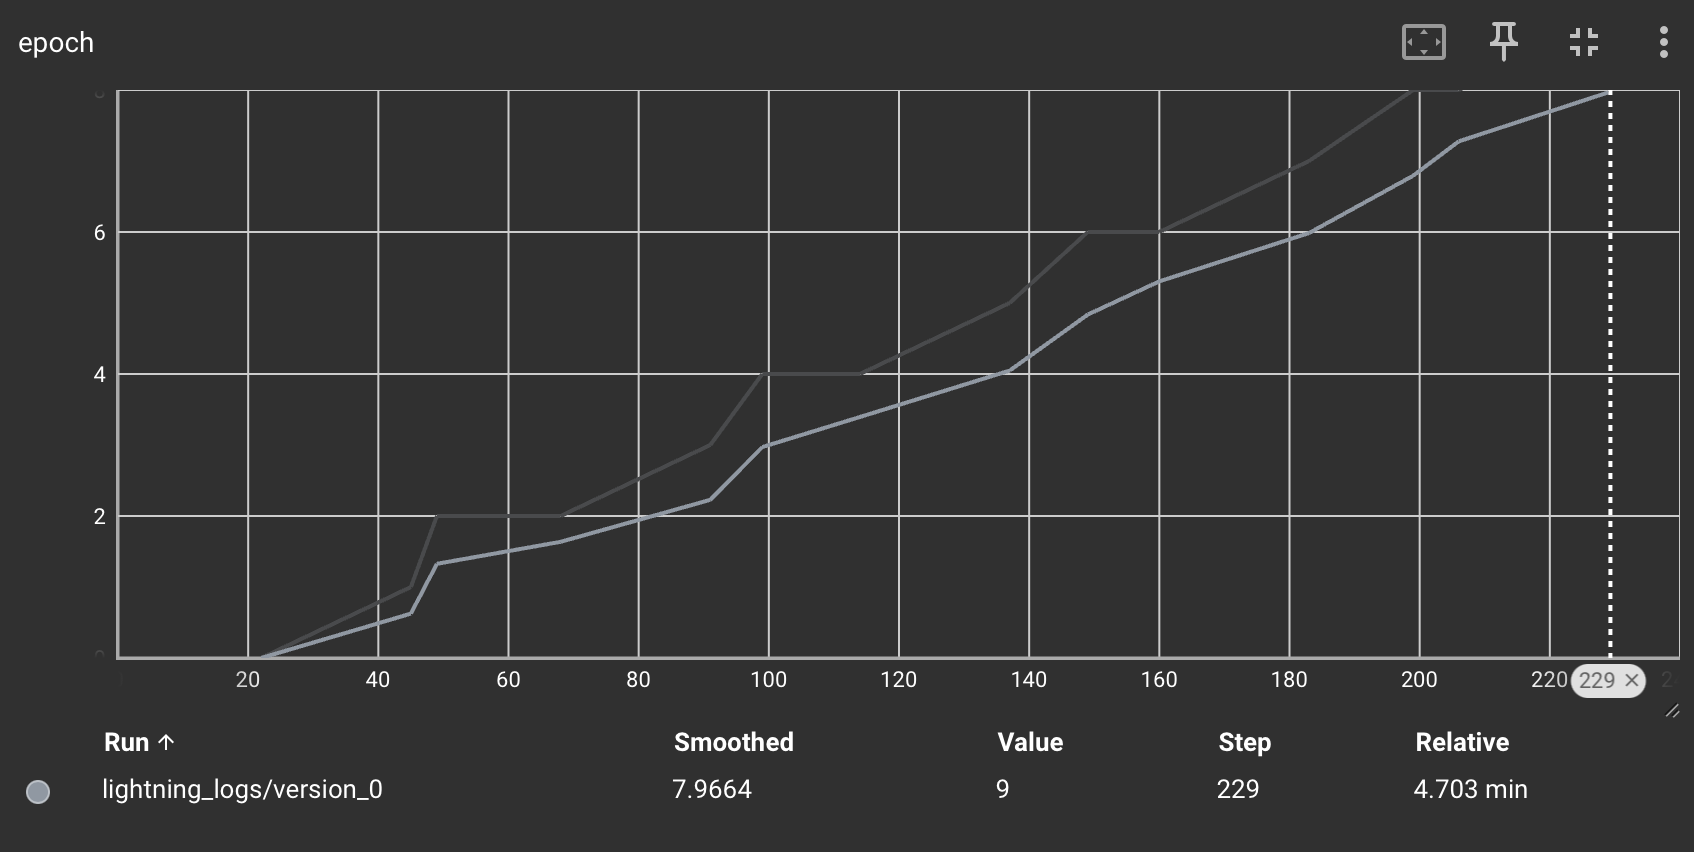 epoch
6
4
2
20 40 60 80 100 120 140 160 180 200 220 229 ×
Run ↑ Smoothed Value Step Relative
lightning_logs/version_0 7.9664 9 229 4.703 min